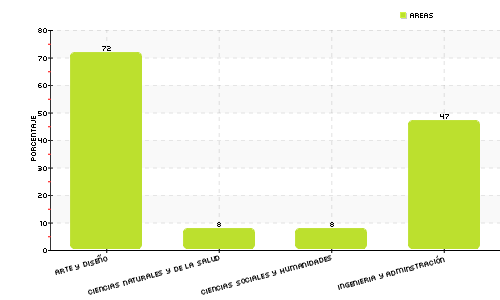 AREAS
PORCENTAJE
80
70
60
50
40
30
20
10
0
72
8
8
47
ARTE Y DISEÑO
CIENCIAS NATURALES Y DE LA SALUD
CIENCIAS SOCIALES Y HUMANIDADES
INGENIERIA Y ADMINSTRACIÓN